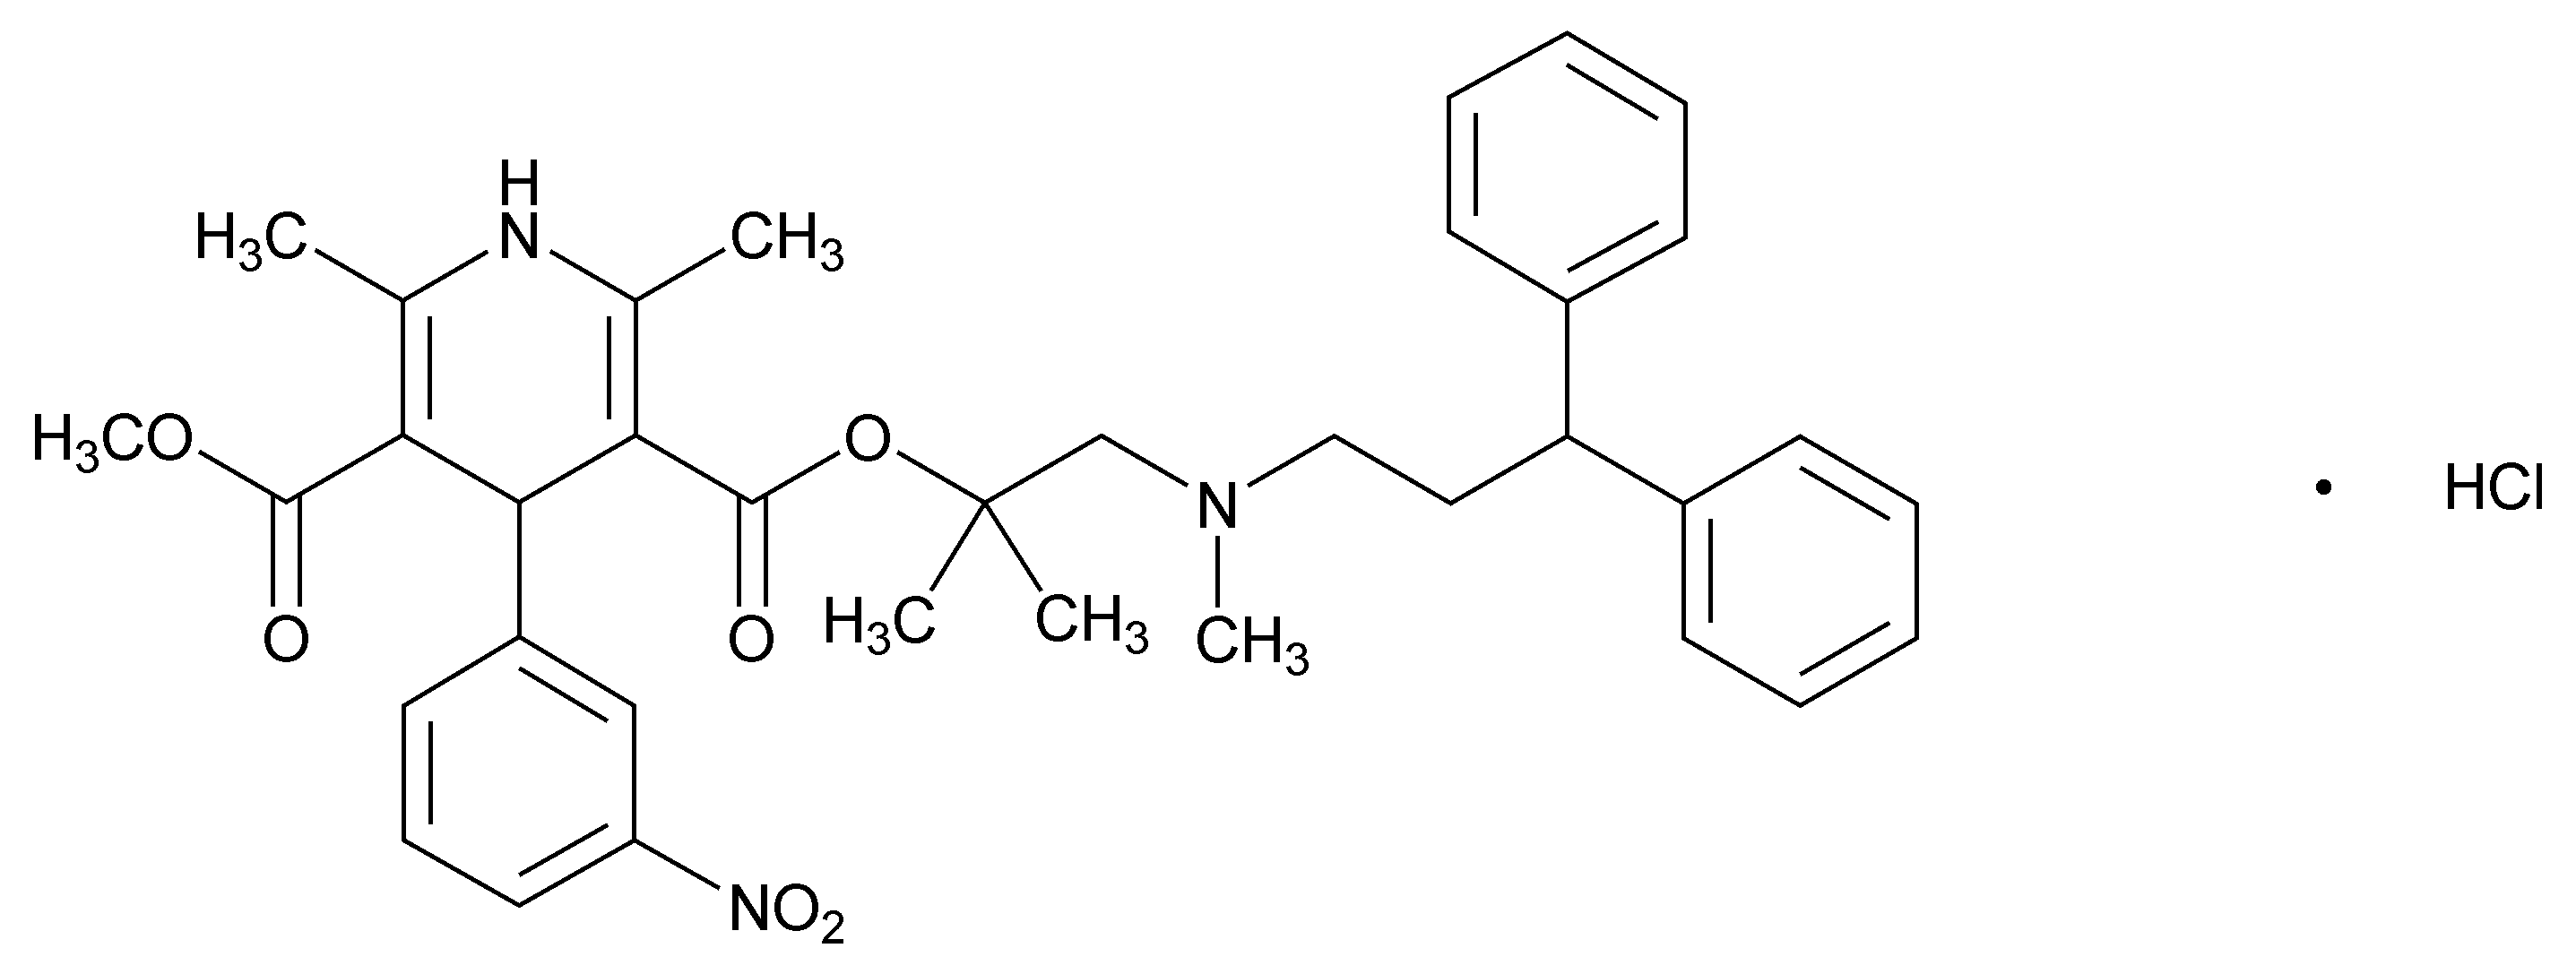 H
H₃C N CH₃
H₃CO O
N HCl
O O H₃C CH₃ CH₃
NO₂